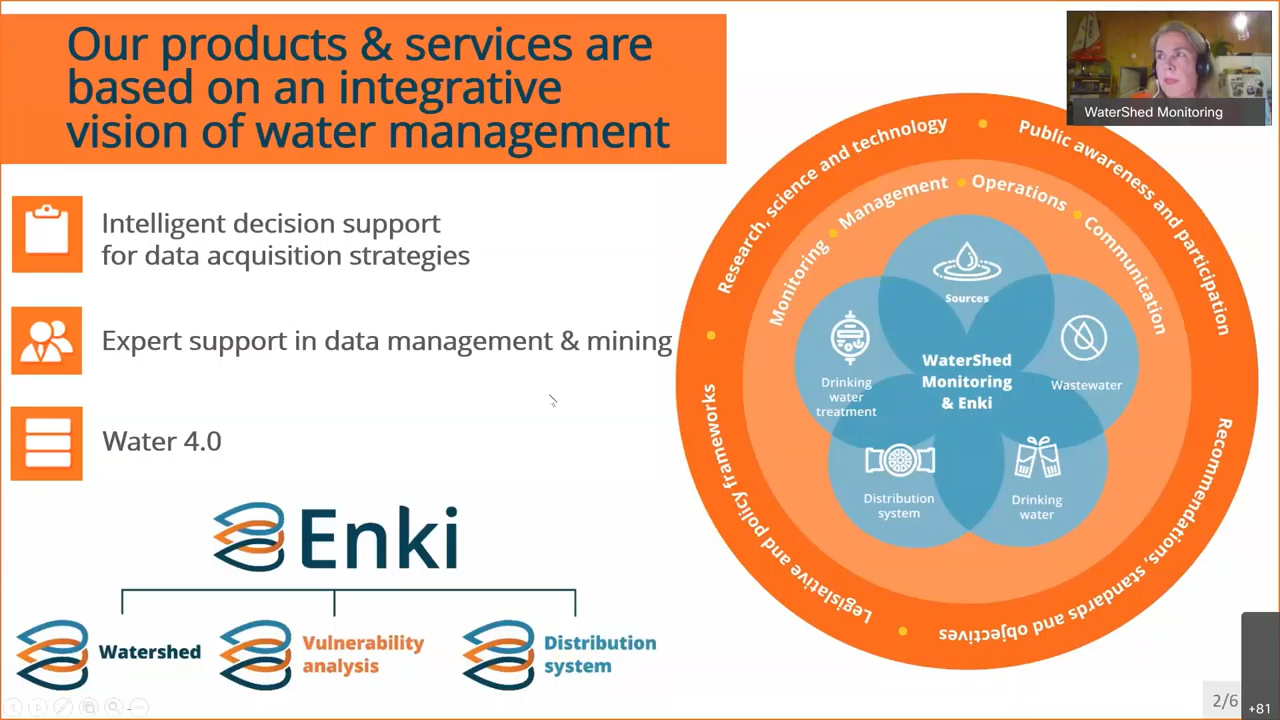 Our products & services are
based on an integrative
vision of water management
Intelligent decision support
for data acquisition strategies
Expert support in data management & mining
Water 4.0
Enki
Watershed
Vulnerability
analysis
Distribution
system
WaterShed Monitoring
Research, science and technology
Public awareness and participation
Recommendations, standards and objectives
Legislative and policy frameworks
Monitoring
Management
Operations
Communication
Sources
Drinking
water
treatment
WaterShed
Monitoring
& Enki
Wastewater
Distribution
system
Drinking
water
2/6
+81